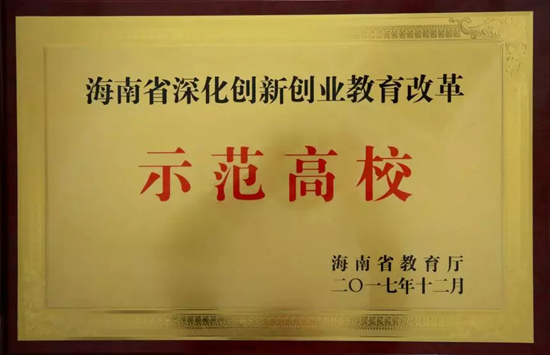 海南省深化创新创业教育改革
示范高校
海南省教育厅
二〇一七年十二月